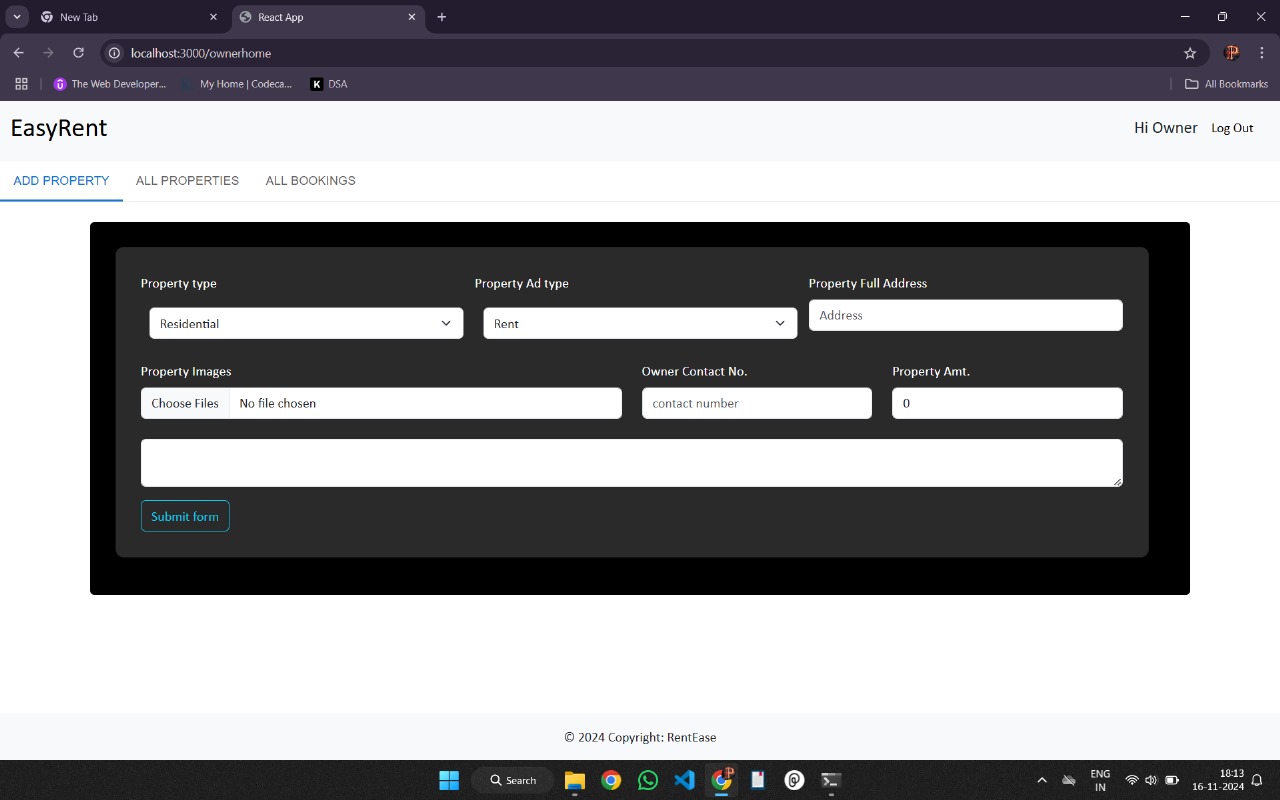 New Tab
React App
localhost:3000/ownerhome
The Web Developer...
My Home | Codeca...
K DSA
All Bookmarks
EasyRent
Hi Owner Log Out
ADD PROPERTY ALL PROPERTIES ALL BOOKINGS
Property type Property Ad type Property Full Address
Residential Rent Address
Property Images Owner Contact No. Property Amt.
Choose Files No file chosen contact number 0
Submit form
© 2024 Copyright: RentEase
Search
ENG
IN
18:13
16-11-2024